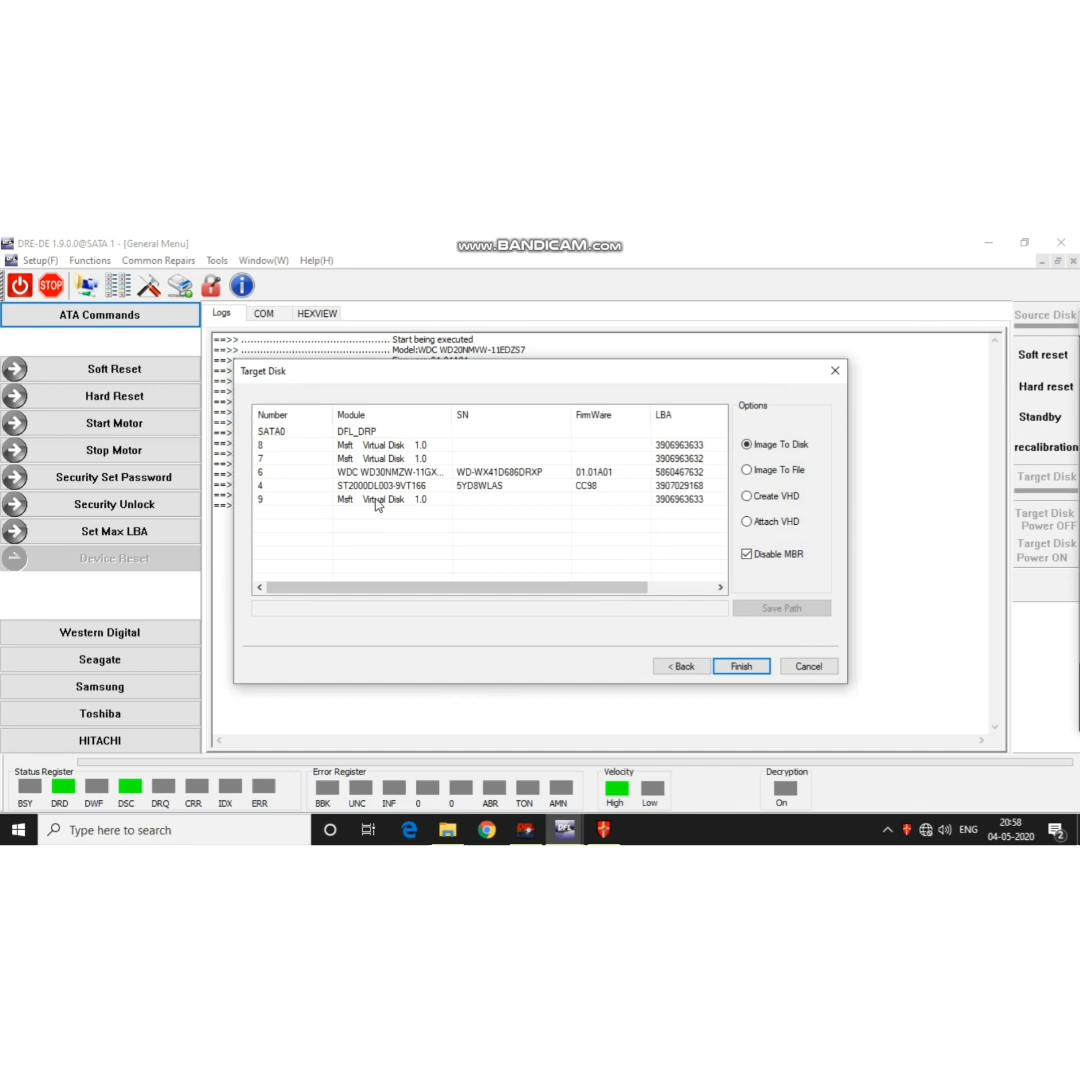 DRE-DE 1.9.0.0@SATA 1 - [General Menu]
www.BANDICAM.com
Setup(F) Functions Common Repairs Tools Window(W) Help(H)
STOP
ATA Commands
Logs COM HEXVIEW
Source Disk
==>> ................................................ Start being executed
==>> ................................................ Model:WDC WD20NMVW-11EDZS7
Soft Reset
Hard Reset
Start Motor
Stop Motor
Security Set Password
Security Unlock
Set Max LBA
Device Reset
Western Digital
Seagate
Samsung
Toshiba
HITACHI
Target Disk
Number Module SN FirmWare LBA
SATA0 DFL_DRP
8 Msft Virtual Disk 1.0 3906963633
7 Msft Virtual Disk 1.0 3906963632
6 WDC WD30NMZW-11GX... WD-WX41D686DRXP 01.01A01 5860467632
4 ST2000DL003-9VT166 5YD8WLAS CC98 3907029168
9 Msft Virtual Disk 1.0 3906963633
Options
Image To Disk
Image To File
Create VHD
Attach VHD
Disable MBR
Save Path
< Back Finish Cancel
Soft reset
Hard reset
Standby
recalibration
Target Disk
Target Disk
Power OFF
Target Disk
Power ON
Status Register
BSY DRD DWF DSC DRQ CRR IDX ERR
Error Register
BBK UNC INF 0 0 ABR TON AMN
Velocity
High Low
Decryption
On
Type here to search
DFL
ENG
20:58
04-05-2020
2